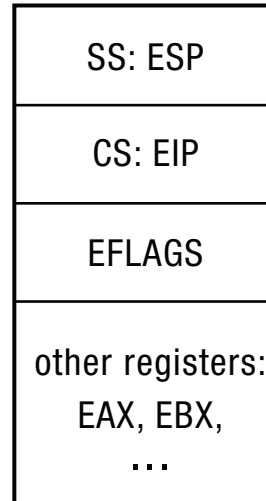 SS: ESP
CS: EIP
EFLAGS
other registers:
EAX, EBX,
...